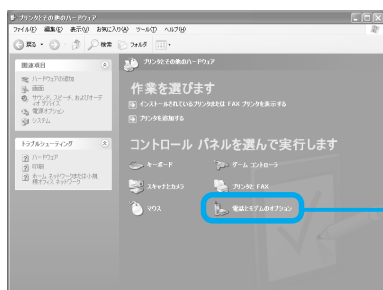 プリンタとその他のハードウェア
ファイル(F) 編集(E) 表示(V) お気に入り(A) ツール(T) ヘルプ(H)
戻る 検索 フォルダ
関連項目
ハードウェアの追加
画面
サウンド、スピーチ、およびオーディオ デバイス
電源オプション
システム
トラブルシューティング
ハードウェア
印刷
ホーム ネットワークまたは小規模オフィス ネットワーク
プリンタとその他のハードウェア
作業を選びます
インストールされているプリンタまたは FAX プリンタを表示する
プリンタを追加する
コントロール パネルを選んで実行します
キーボード
ゲーム コントローラ
スキャナとカメラ
プリンタと FAX
マウス
電話とモデムのオプション